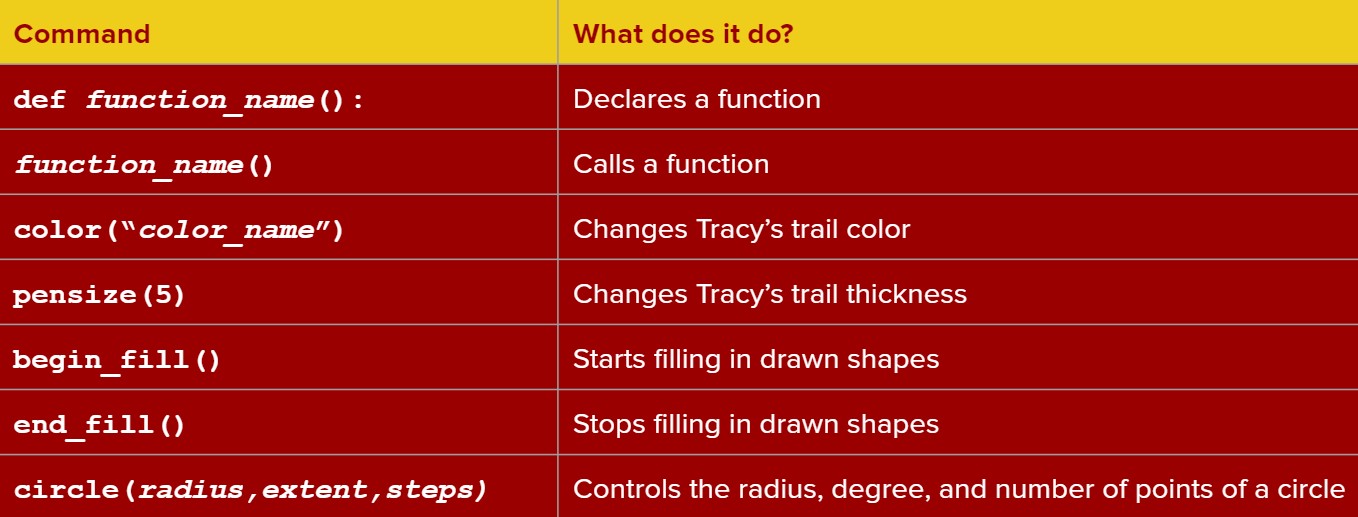 Command What does it do?
def function_name(): Declares a function
function_name() Calls a function
color(“color_name”) Changes Tracy’s trail color
pensize(5) Changes Tracy’s trail thickness
begin_fill() Starts filling in drawn shapes
end_fill() Stops filling in drawn shapes
circle(radius,extent,steps) Controls the radius, degree, and number of points of a circle